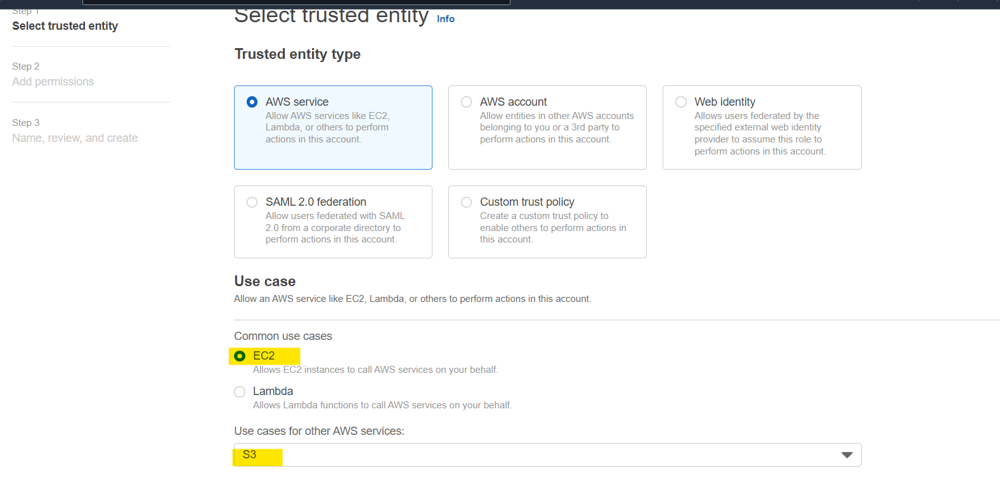 Step 1
Select trusted entity
Step 2
Add permissions
Step 3
Name, review, and create
Select trusted entity Info
Trusted entity type
AWS service
Allow AWS services like EC2,
Lambda, or others to perform
actions in this account.
AWS account
Allow entities in other AWS accounts
belonging to you or a 3rd party to
perform actions in this account.
Web identity
Allows users federated by the
specified external web identity
provider to assume this role to
perform actions in this account.
SAML 2.0 federation
Allow users federated with SAML
2.0 from a corporate directory to
perform actions in this account.
Custom trust policy
Create a custom trust policy to
enable others to perform actions in
this account.
Use case
Allow an AWS service like EC2, Lambda, or others to perform actions in this account.
Common use cases
EC2
Allows EC2 instances to call AWS services on your behalf.
Lambda
Allows Lambda functions to call AWS services on your behalf.
Use cases for other AWS services:
S3